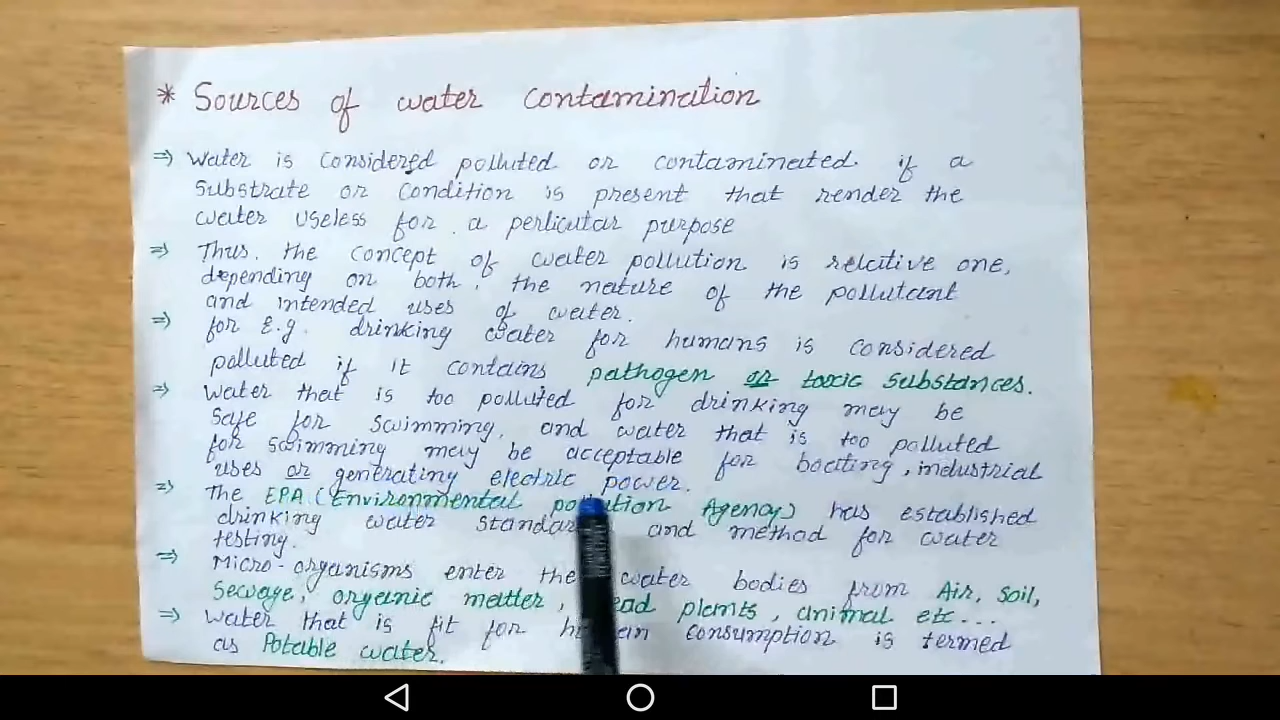 * Sources of water contamination
⇒ Water is considered polluted or contaminated. if a
substrate or condition is present that render the
water useless for a perticular purpose
⇒ Thus, the concept of water pollution is relative one,
depending on both, the nature of the pollutant
and intended uses of water.
⇒ for E.g. drinking water for humans is considered
polluted if it contains pathogen or toxic substances.
⇒ Water that is too polluted for drinking may be
Safe for swimming, and water that is too polluted
for swimming may be acceptable for boating, industrial
uses or generating electric power.
⇒ The EPA (Environmental pollution Agency) has established
drinking water standar and method for water
testing.
⇒ Micro-organisms enter the water bodies from Air, Soil,
Sewage, organic matter, dead plants, animal etc...
⇒ Water that is fit for human consumption is termed
as Potable water.